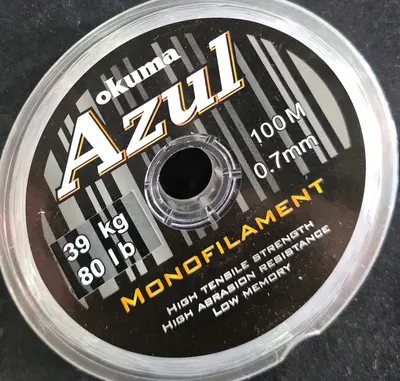 okuma
Azul
100M
0.7mm
39 kg
80 lb
MONOFILAMENT
HIGH TENSILE STRENGTH
HIGH ABRASION RESISTANCE
LOW MEMORY